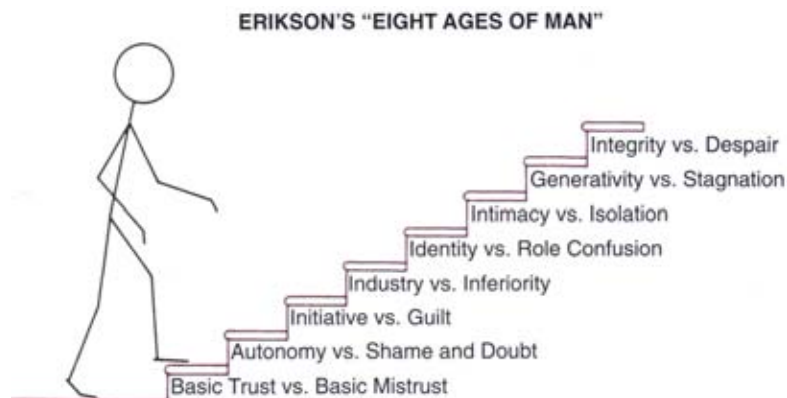 ERIKSON'S “EIGHT AGES OF MAN”
Integrity vs. Despair
Generativity vs. Stagnation
Intimacy vs. Isolation
Identity vs. Role Confusion
Industry vs. Inferiority
Initiative vs. Guilt
Autonomy vs. Shame and Doubt
Basic Trust vs. Basic Mistrust